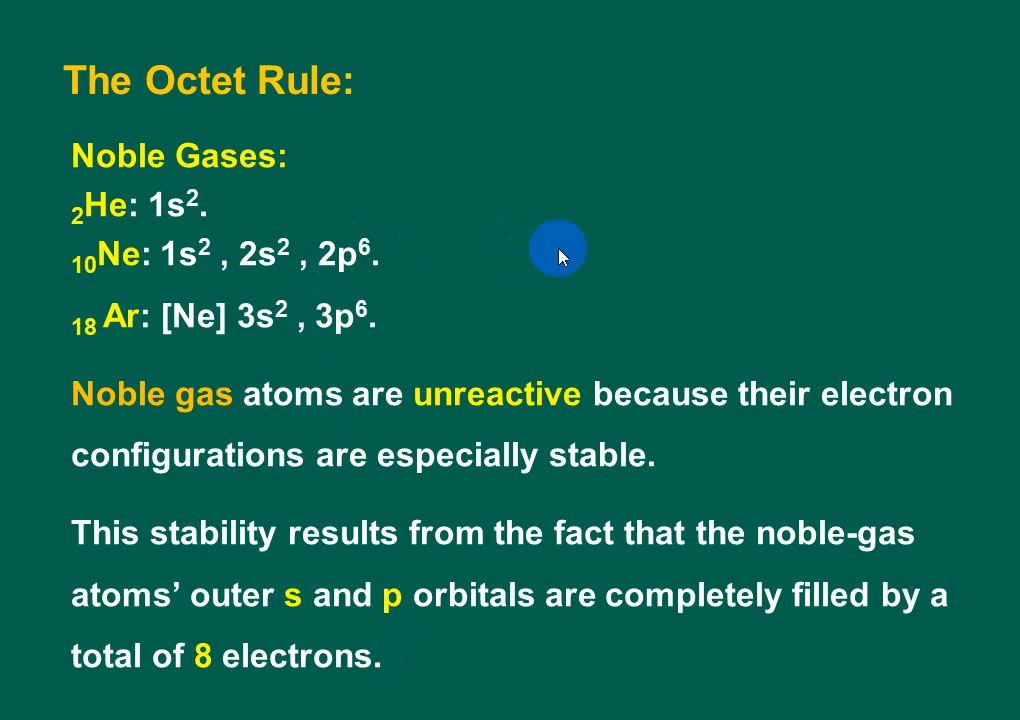 The Octet Rule:
Noble Gases:
₂He: 1s².
₁₀Ne: 1s² , 2s² , 2p⁶.
₁₈ Ar: [Ne] 3s² , 3p⁶.
Noble gas atoms are unreactive because their electron
configurations are especially stable.
This stability results from the fact that the noble-gas
atoms’ outer s and p orbitals are completely filled by a
total of 8 electrons.